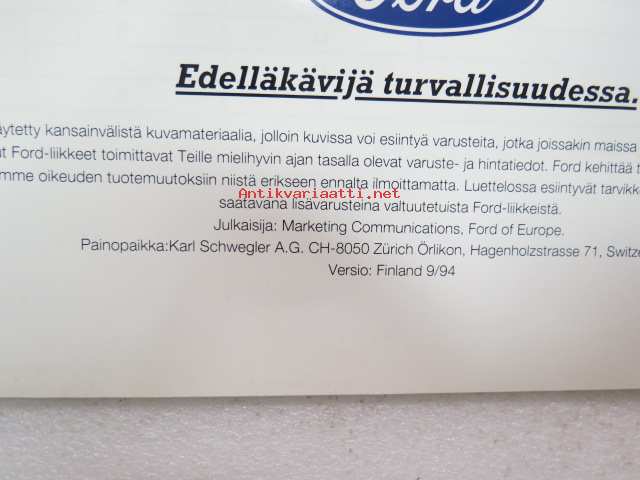 Ford
Edelläkävijä turvallisuudessa.
äytetty kansainvälistä kuvamateriaalia, jolloin kuvissa voi esiintyä varusteita, jotka joissakin maissa
ut Ford-liikkeet toimittavat Teille mielihyvin ajan tasalla olevat varuste- ja hintatiedot. Ford kehittää t
mme oikeuden tuotemuutoksiin niistä erikseen ennalta ilmoittamatta. Luettelossa esiintyvät tarvikke
Antikvariaatti.net
saatavana lisävarusteina valtuutetuista Ford-liikkeistä.
Julkaisija: Marketing Communications, Ford of Europe.
Painopaikka:Karl Schwegler A.G. CH-8050 Zürich Örlikon, Hagenholzstrasse 71, Switze
Versio: Finland 9/94